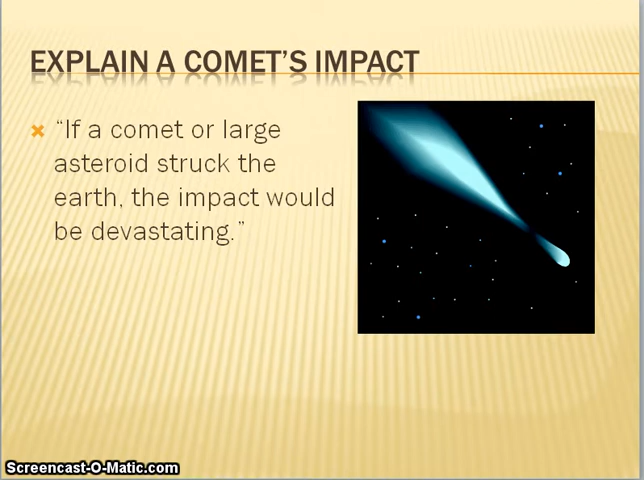 EXPLAIN A COMET’S IMPACT
“If a comet or large
asteroid struck the
earth, the impact would
be devastating.”
Screencast-O-Matic.com